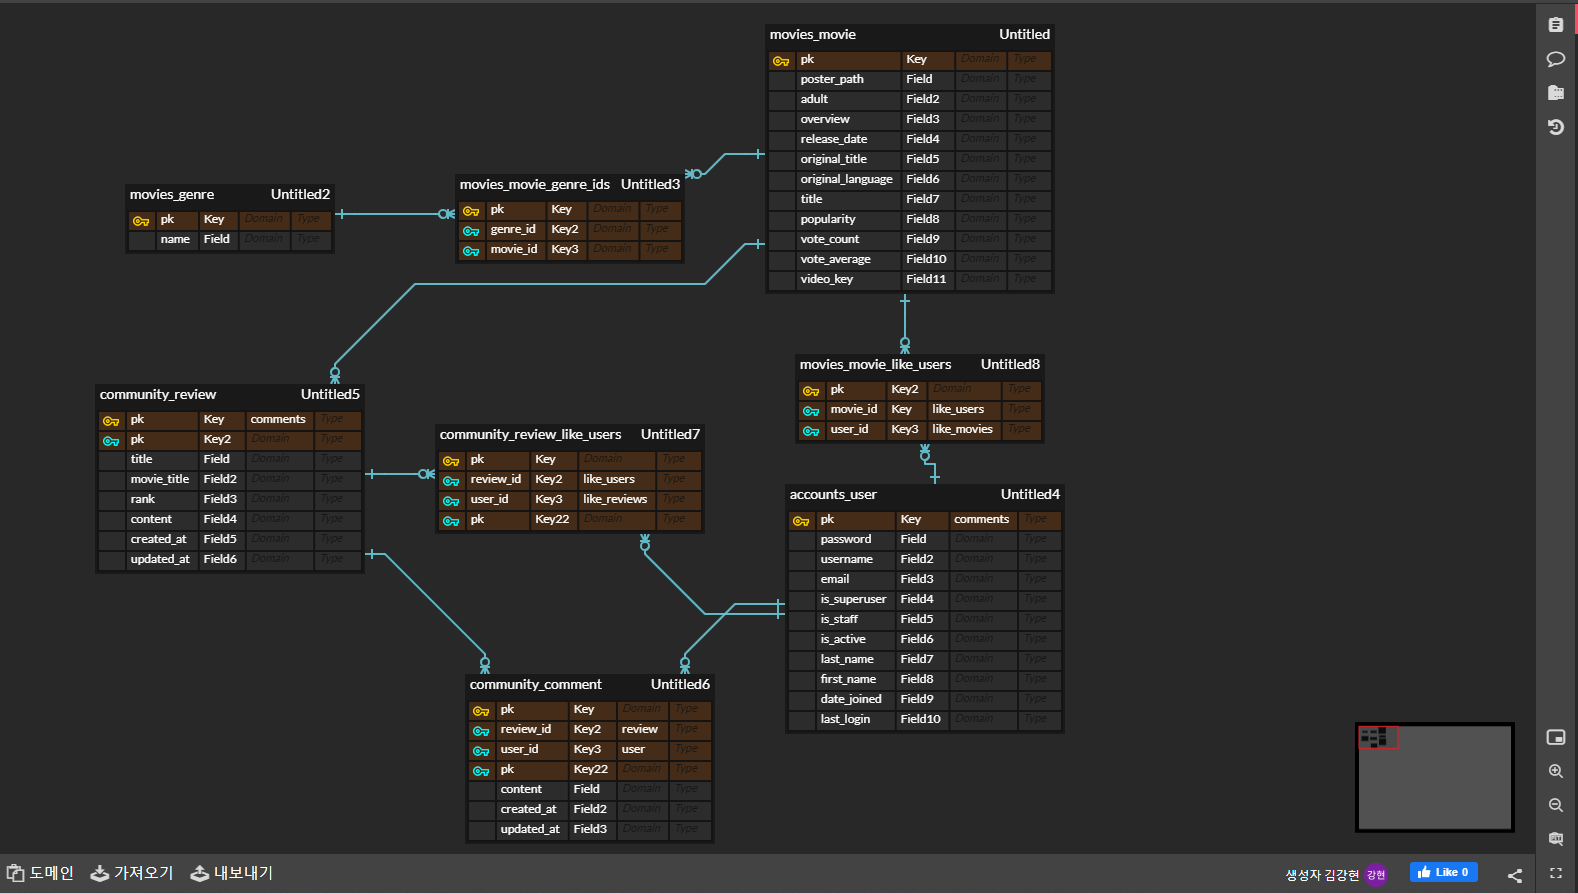 movies_movie Untitled
pk Key Domain Type
poster_path Field Domain Type
adult Field2 Domain Type
overview Field3 Domain Type
release_date Field4 Domain Type
original_title Field5 Domain Type
original_language Field6 Domain Type
title Field7 Domain Type
popularity Field8 Domain Type
vote_count Field9 Domain Type
vote_average Field10 Domain Type
video_key Field11 Domain Type
movies_genre Untitled2
pk Key Domain Type
name Field Domain Type
movies_movie_genre_ids Untitled3
pk Key Domain Type
genre_id Key2 Domain Type
movie_id Key3 Domain Type
movies_movie_like_users Untitled8
pk Key2 Domain Type
movie_id Key like_users Type
user_id Key3 like_movies Type
community_review Untitled5
pk Key comments Type
pk Key2 Domain Type
title Field Domain Type
movie_title Field2 Domain Type
rank Field3 Domain Type
content Field4 Domain Type
created_at Field5 Domain Type
updated_at Field6 Domain Type
community_review_like_users Untitled7
pk Key Domain Type
review_id Key2 like_users Type
user_id Key3 like_reviews Type
pk Key22 Domain Type
accounts_user Untitled4
pk Key comments Type
password Field Domain Type
username Field2 Domain Type
email Field3 Domain Type
is_superuser Field4 Domain Type
is_staff Field5 Domain Type
is_active Field6 Domain Type
last_name Field7 Domain Type
first_name Field8 Domain Type
date_joined Field9 Domain Type
last_login Field10 Domain Type
community_comment Untitled6
pk Key Domain Type
review_id Key2 review Type
user_id Key3 user Type
pk Key22 Domain Type
content Field Domain Type
created_at Field2 Domain Type
updated_at Field3 Domain Type
도메인 가져오기 내보내기
생성자 김강현 강현 Like 0